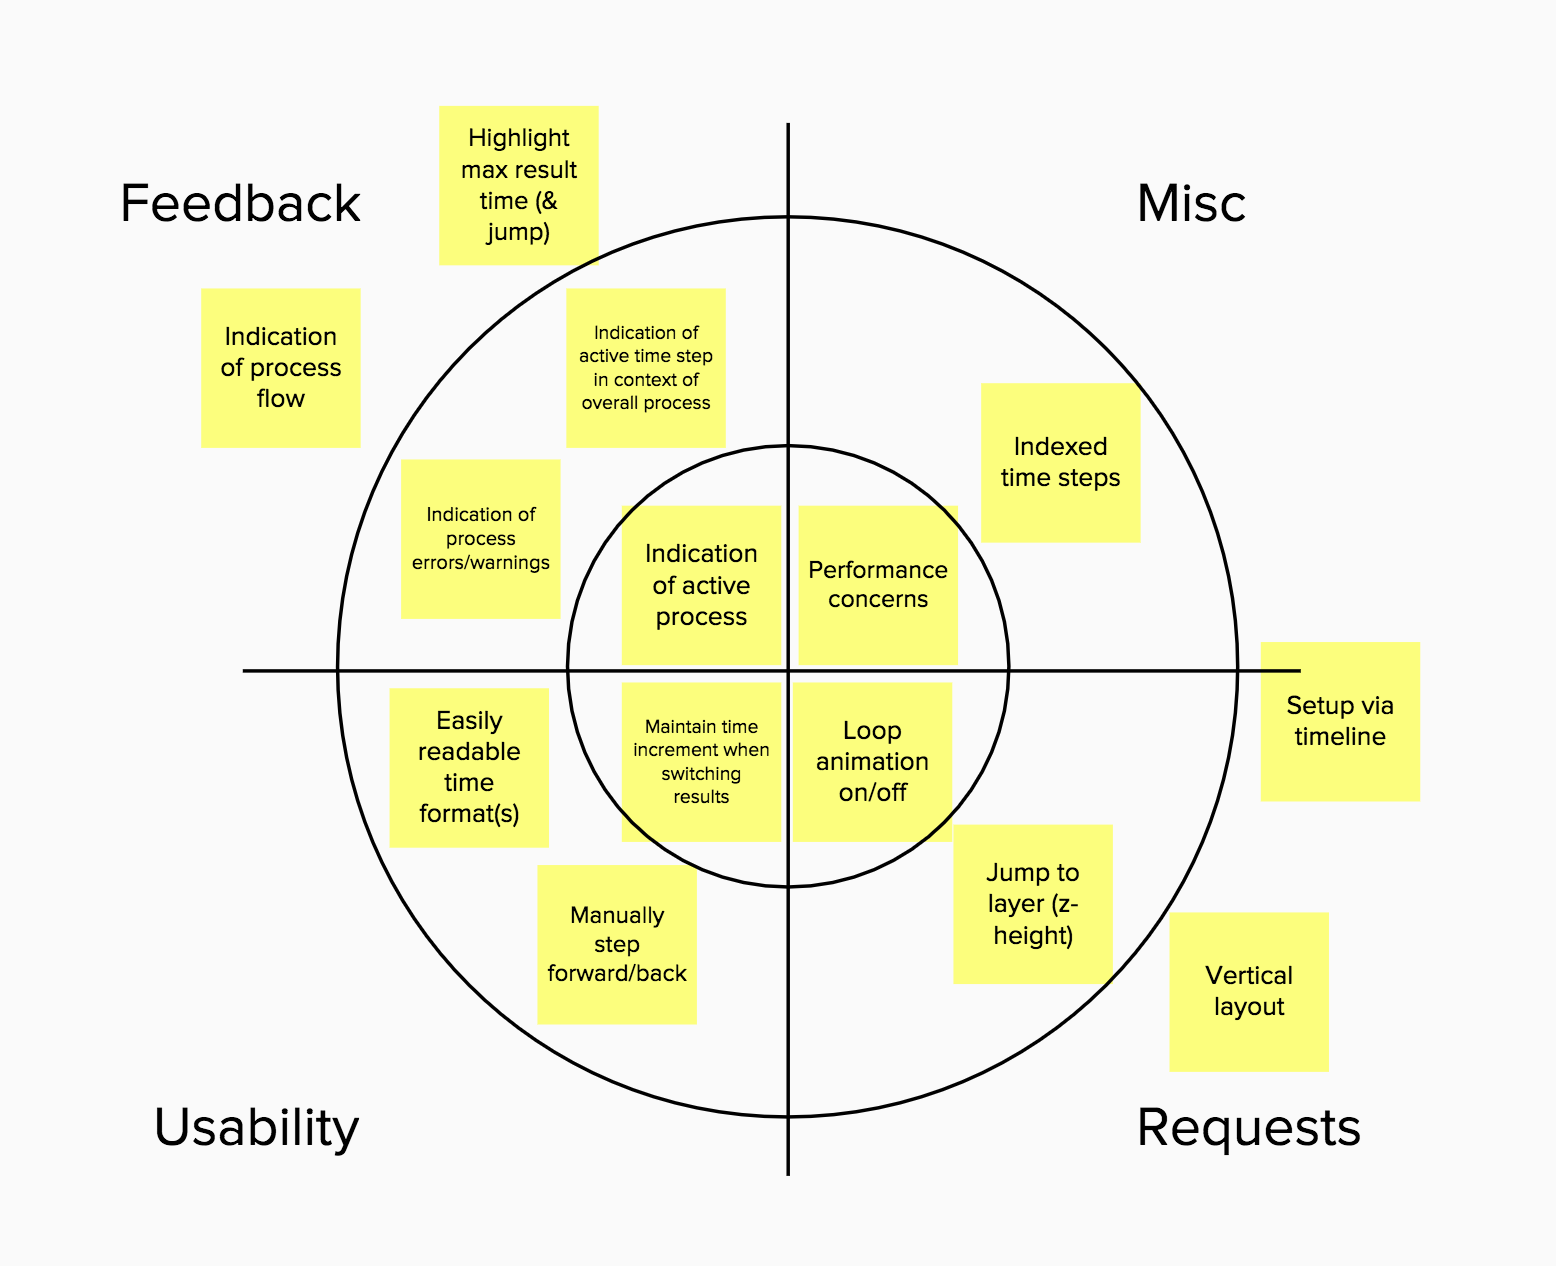 Feedback
Highlight
max result
time (&
jump)
Misc
Indication
of process
flow
Indication of
active time step
in context of
overall process
Indexed
time steps
Indication of
process
errors/warnings
Indication
of active
process
Performance
concerns
Easily
readable
time
format(s)
Maintain time
increment when
switching
results
Loop
animation
on/off
Setup via
timeline
Manually
step
forward/back
Jump to
layer (z-
height)
Vertical
layout
Usability
Requests